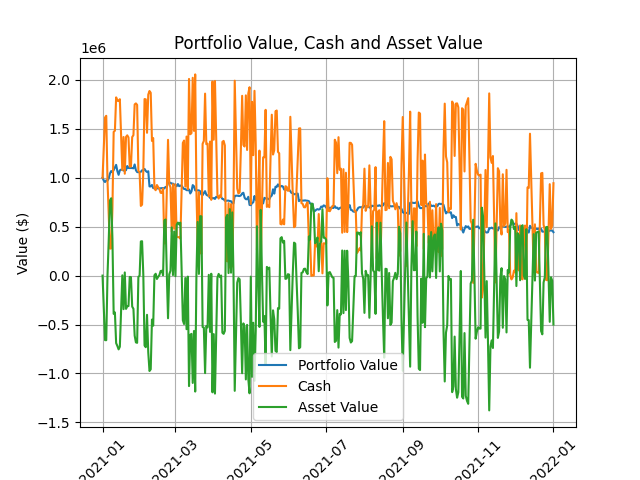 Portfolio Value, Cash and Asset Value
1e6
Value ($)
2.0
1.5
1.0
0.5
0.0
−0.5
−1.0
−1.5
Portfolio Value
Cash
Asset Value
2021-01
2021-03
2021-05
2021-07
2021-09
2021-11
2022-01